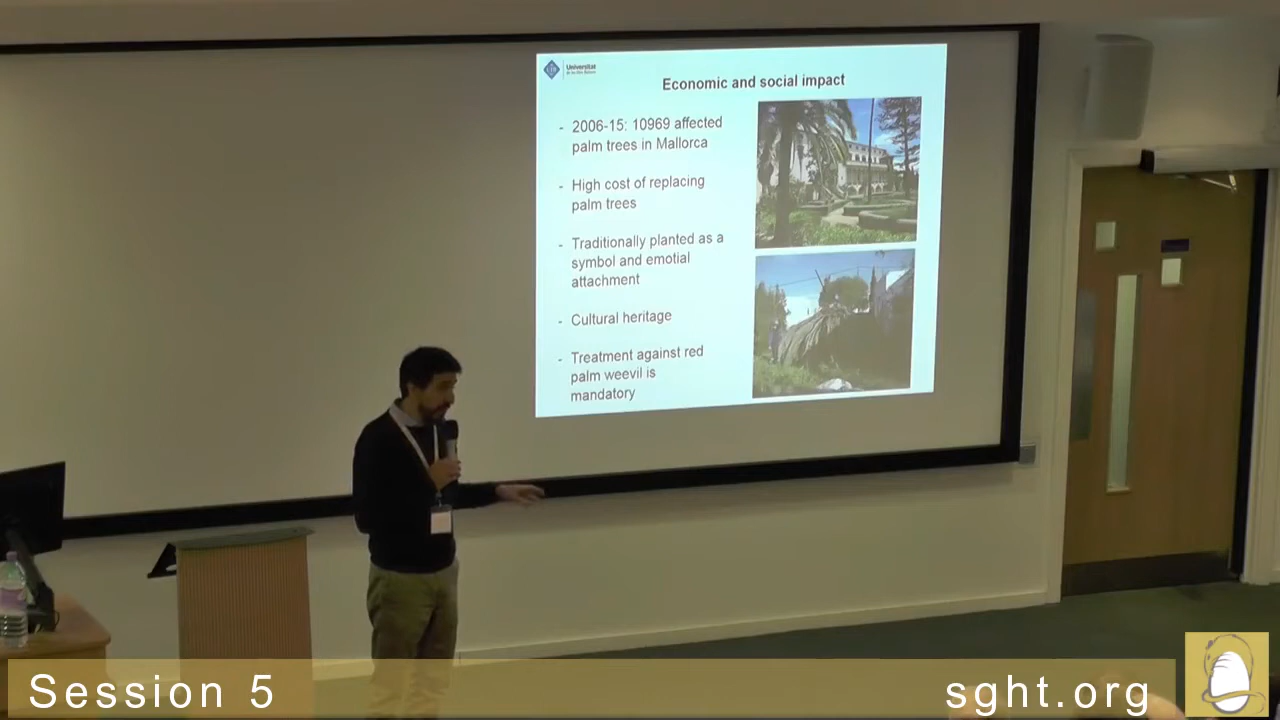 Universitat
Economic and social impact
- 2006-15: 10969 affected
palm trees in Mallorca
- High cost of replacing
palm trees
- Traditionally planted as a
symbol and emotial
attachment
- Cultural heritage
- Treatment against red
palm weevil is
mandatory
Session 5
sght.org